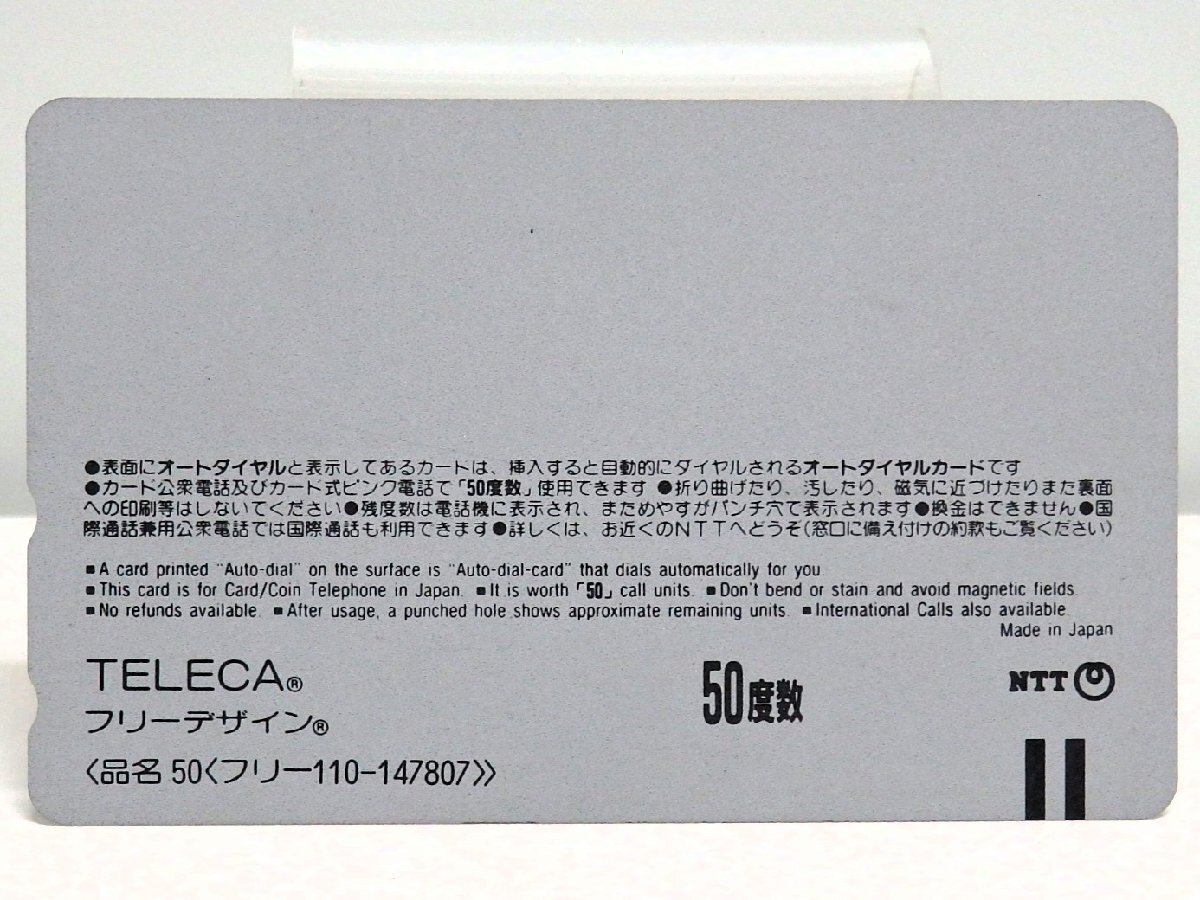 ●表面にオートダイヤルと表示してあるカードは、挿入すると自動的にダイヤルされるオートダイヤルカードです
●カード公衆電話及びカード式ピンク電話で「50度数」使用できます ●折り曲げたり、汚したり、磁気に近づけたりまた裏面
への印刷等はしないでください●残度数は電話機に表示され、まためやすがパンチ穴で表示されます●換金はできません●国
際通話兼用公衆電話では国際通話も利用できます●詳しくは、お近くのNTTへどうぞ(窓口に備え付けの約款もご覧ください)
■A card printed "Auto-dial" on the surface is "Auto-dial-card" that dials automatically for you
■This card is for Card/Coin Telephone in Japan. ■It is worth「50」call units. ■Don't bend or stain and avoid magnetic fields.
■No refunds available. ■After usage, a punched hole shows approximate remaining units. ■International Calls also available.
Made in Japan
TELECA® 50度数 NTT
フリーデザイン®
〈品名 50〈フリー110-147807〉〉